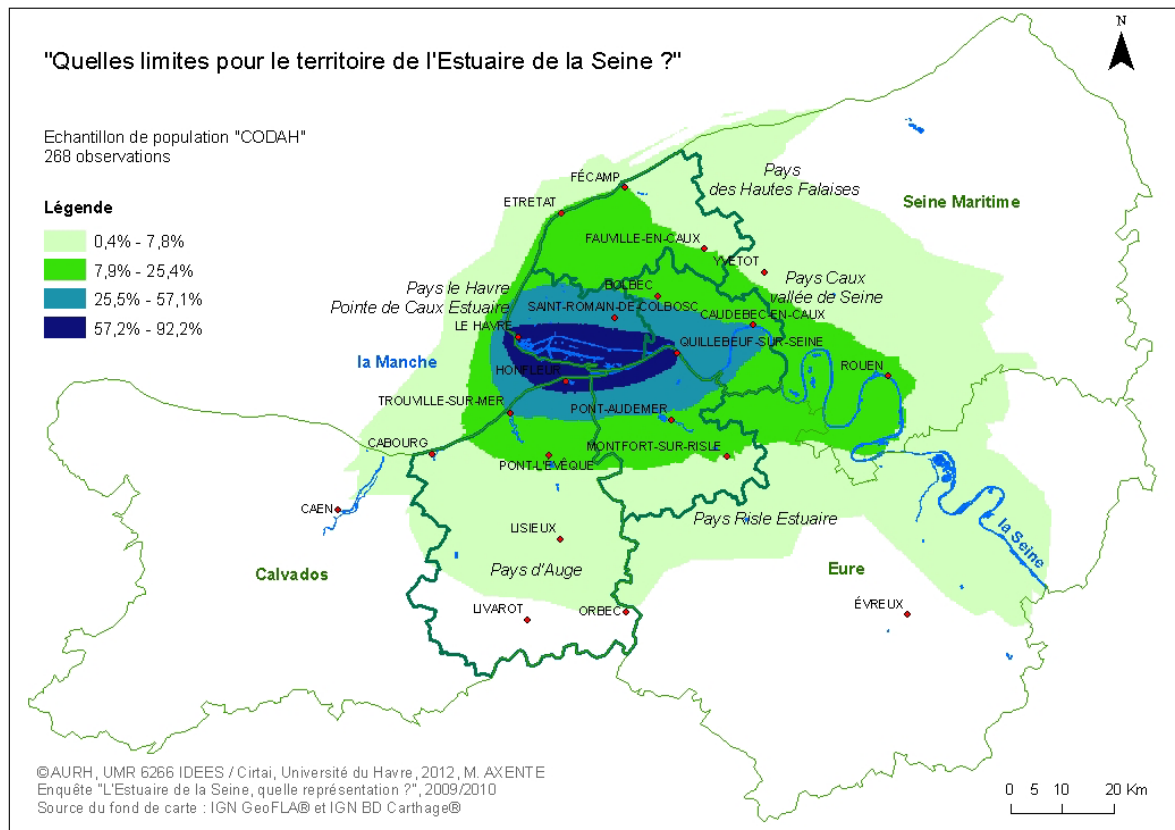 N
"Quelles limites pour le territoire de l'Estuaire de la Seine ?"
Echantillon de population "CODAH"
268 observations
Légende
0,4% - 7,8%
7,9% - 25,4%
25,5% - 57,1%
57,2% - 92,2%
Pays
des Hautes Falaises
Seine Maritime
FÉCAMP
ETRETAT
FAUVILLE-EN-CAUX
YVETOT
Pays Caux
vallée de Seine
Pays le Havre
Pointe de Caux Estuaire
BOLBEC
SAINT-ROMAIN-DE-COLBOSC
CAUDEBEC-EN-CAUX
LE HAVRE
QUILLEBEUF-SUR-SEINE
la Manche
HONFLEUR
ROUEN
TROUVILLE-SUR-MER
PONT-AUDEMER
CABOURG
MONTFORT-SUR-RISLE
PONT-L'ÉVÊQUE
CAEN
Pays Risle Estuaire
la Seine
LISIEUX
Pays d'Auge
Calvados
Eure
LIVAROT
ORBEC
ÉVREUX
©AURH, UMR 6266 IDEES / Cirtai, Université du Havre, 2012, M. AXENTE
Enquête "L'Estuaire de la Seine, quelle représentation ?", 2009/2010
Source du fond de carte : IGN GeoFLA® et IGN BD Carthage®
0 5 10 20 Km